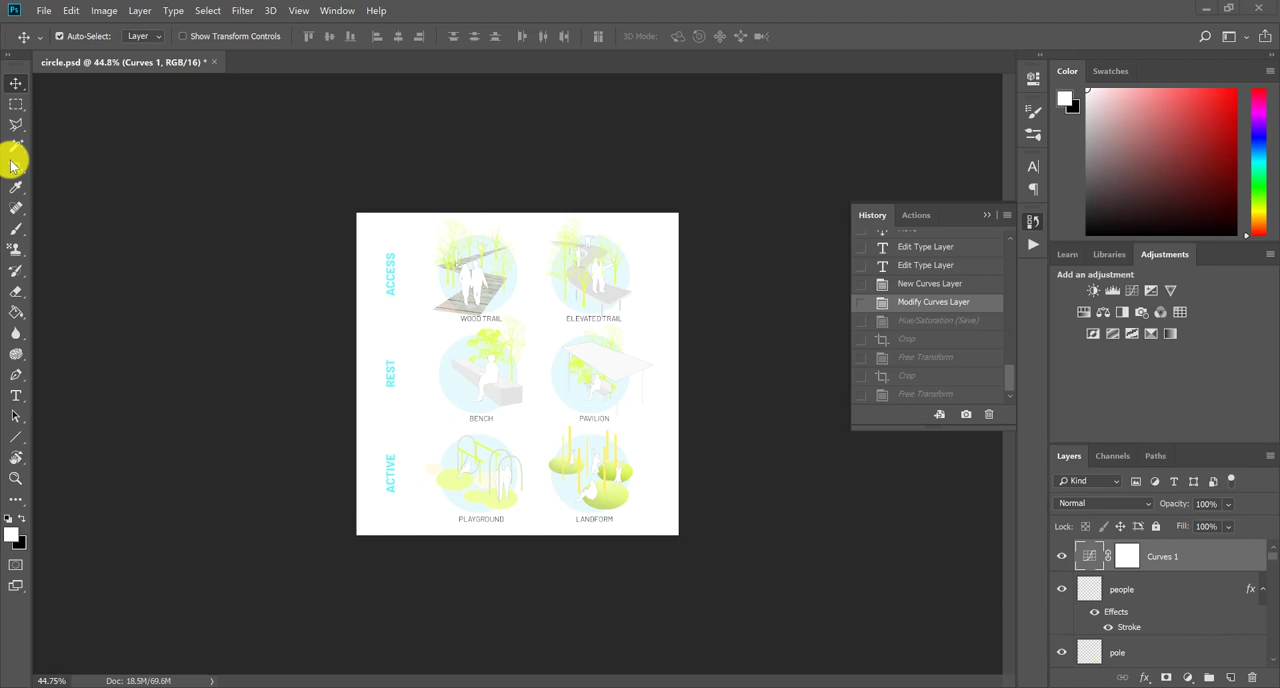 Ps File Edit Image Layer Type Select Filter 3D View Window Help
Auto-Select: Layer Show Transform Controls 3D Mode:
circle.psd @ 44.8% (Curves 1, RGB/16) * ×
ACCESS
WOOD TRAIL ELEVATED TRAIL
REST
BENCH PAVILION
ACTIVE
PLAYGROUND LANDFORM
History Actions
Edit Type Layer
Edit Type Layer
New Curves Layer
Modify Curves Layer
Hue/Saturation (Save)
Crop
Free Transform
Crop
Free Transform
Color Swatches
Learn Libraries Adjustments
Add an adjustment
Layers Channels Paths
Kind
Normal Opacity: 100%
Lock: Fill: 100%
Curves 1
people fx
Effects
Stroke
pole
fx
44.75% Doc: 18.5M/69.6M